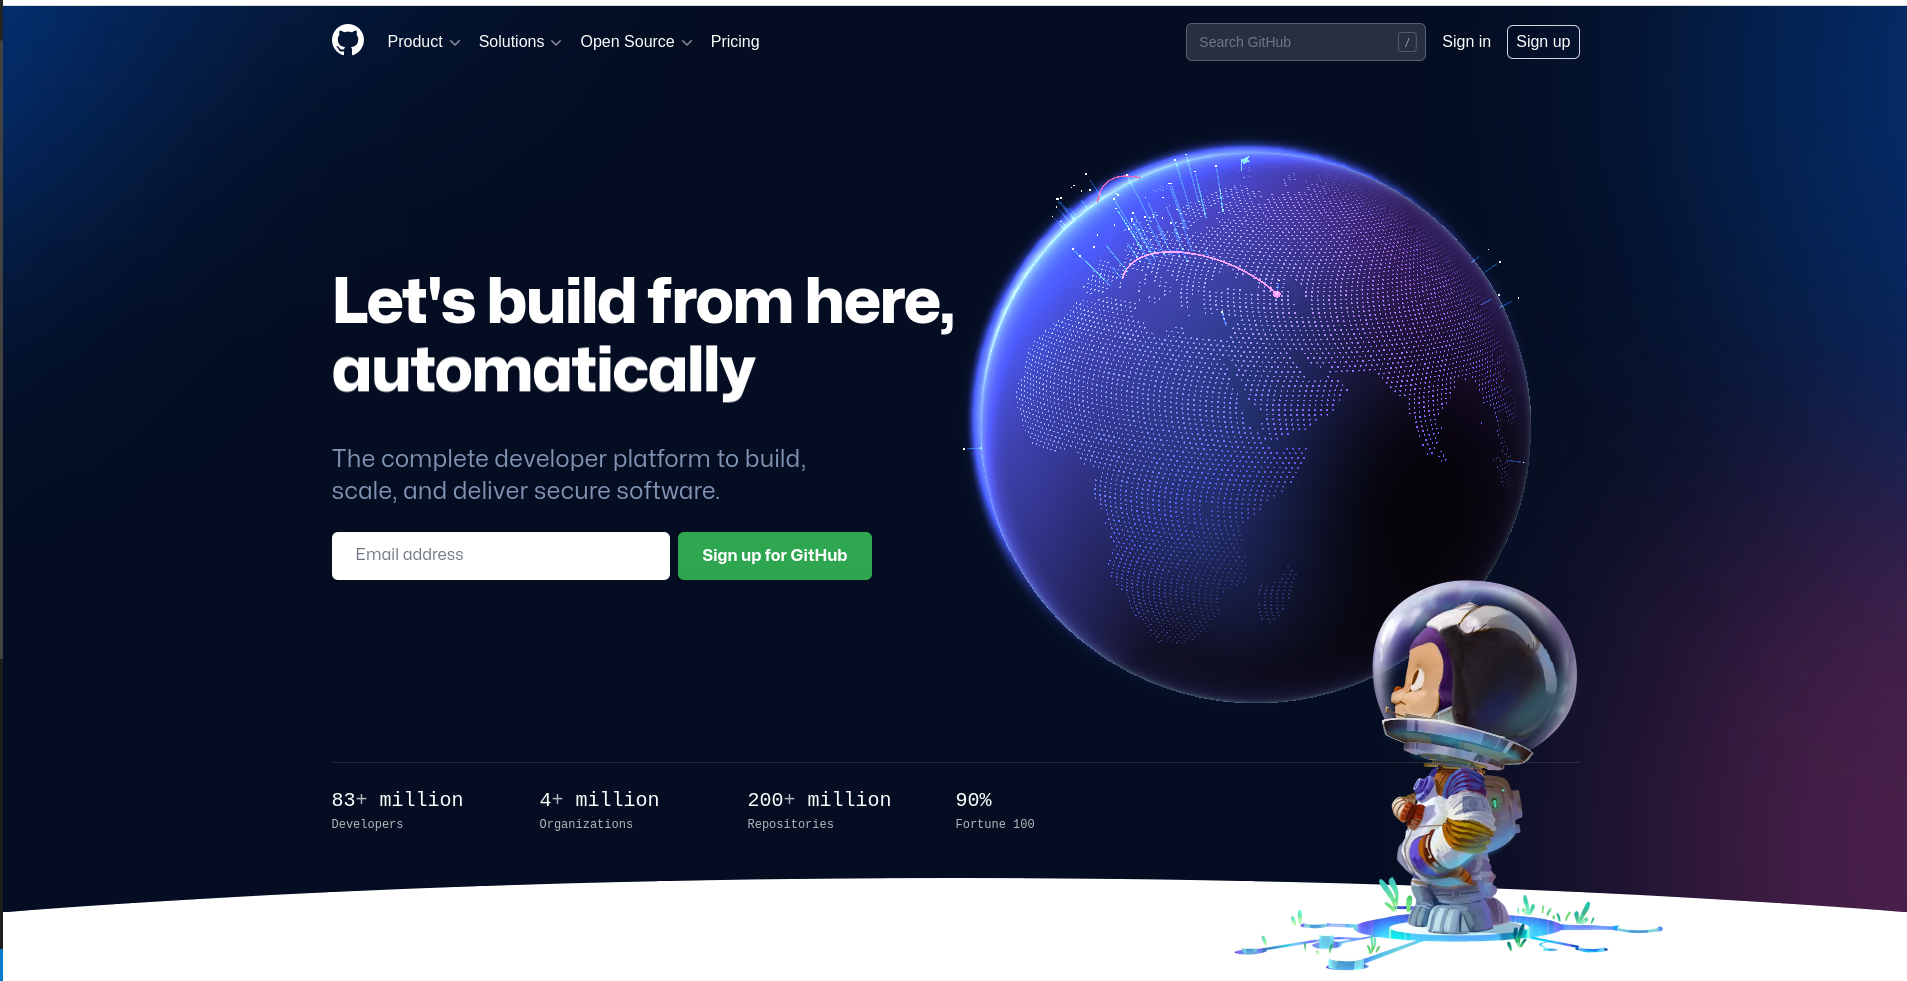 Product
Solutions
Open Source
Pricing
Search GitHub
/
Sign in
Sign up
Let's build from here,
automatically
The complete developer platform to build,
scale, and deliver secure software.
Email address
Sign up for GitHub
83+ million
Developers
4+ million
Organizations
200+ million
Repositories
90%
Fortune 100